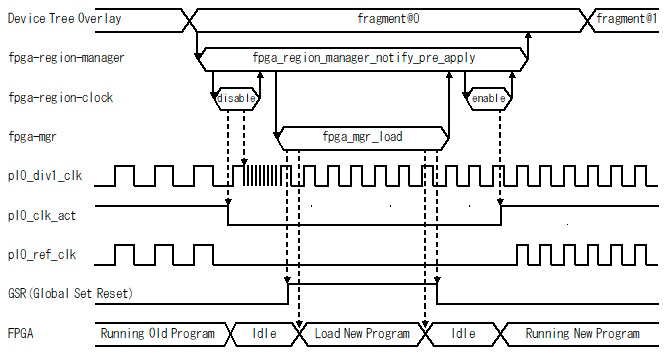 Device Tree Overlay fragment@0 fragment@1
fpga-region-manager fpga_region_manager_notify_pre_apply
fpga-region-clock disable enable
fpga-mgr fpga_mgr_load
pl0_div1_clk
pl0_clk_act
pl0_ref_clk
GSR(Global Set Reset)
FPGA Running Old Program Idle Load New Program Idle Running New Program